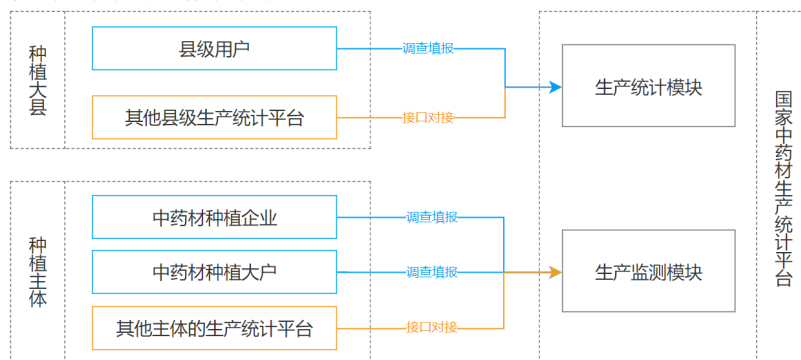 种植大县
县级用户
调查填报
其他县级生产统计平台
接口对接
生产统计模块
种植主体
中药材种植企业
调查填报
中药材种植大户
调查填报
其他主体的生产统计平台
接口对接
生产监测模块
国家中药材生产统计平台